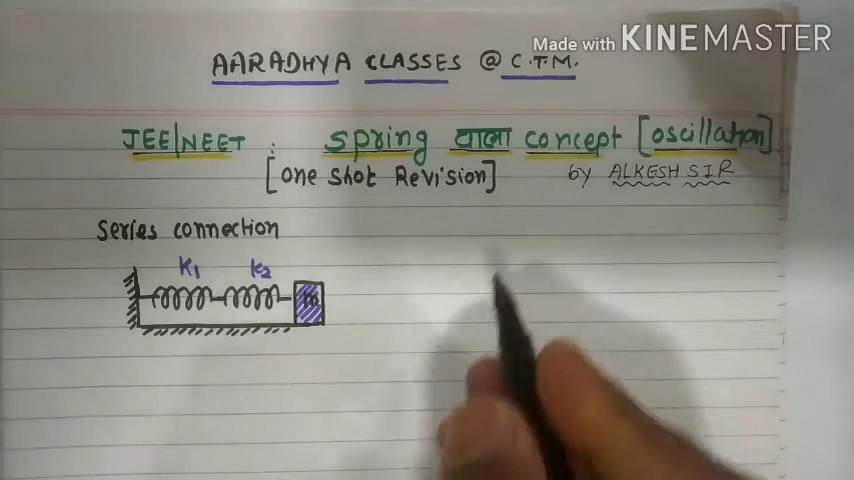 Made with KINEMASTER
AARADHYA CLASSES @ C.T.M.
JEE|NEET : spring वाला concept [oscillation]
[one shot Revision] by ALKESH SIR
Series connection
K1 K2
m